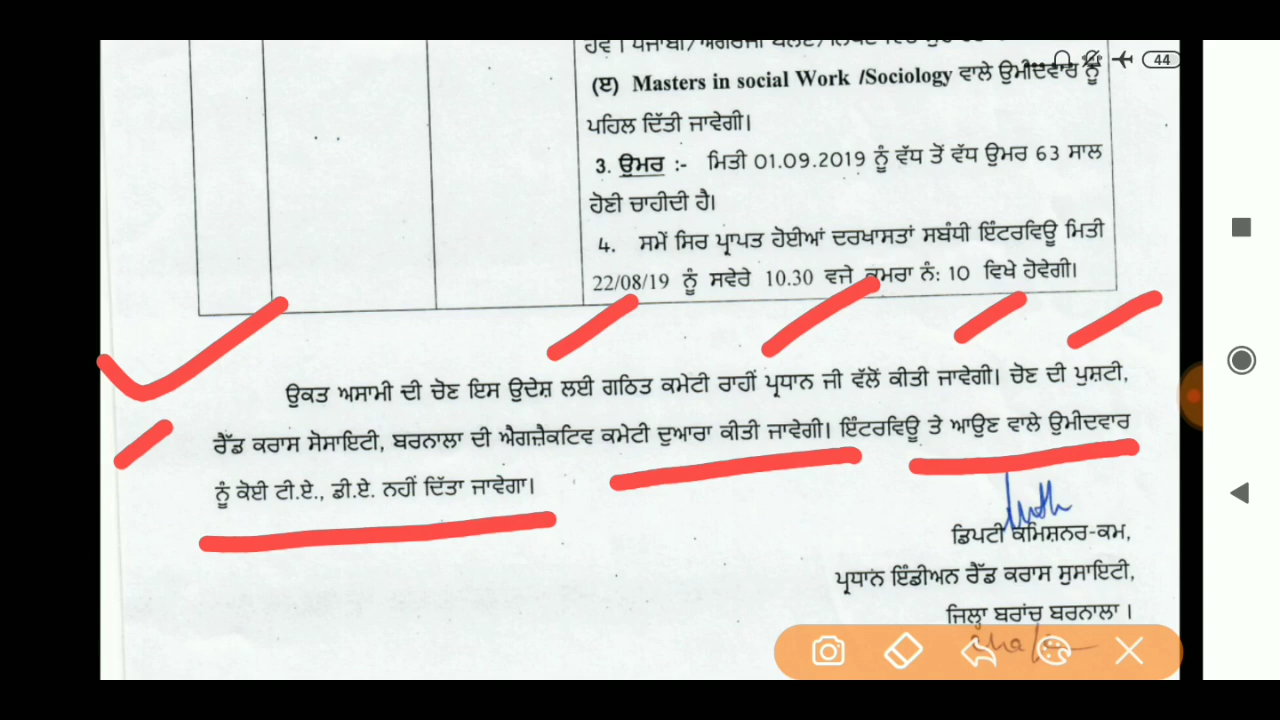 (ੲ) Masters in social Work /Sociology ਵਾਲੇ ਉਮੀਦਵਾਰ ਨੂੰ
44
ਪਹਿਲ ਦਿੱਤੀ ਜਾਵੇਗੀ।
3. ਉਮਰ :- ਮਿਤੀ 01.09.2019 ਨੂੰ ਵੱਧ ਤੋਂ ਵੱਧ ਉਮਰ 63 ਸਾਲ
ਹੋਣੀ ਚਾਹੀਦੀ ਹੈ।
4. ਸਮੇਂ ਸਿਰ ਪ੍ਰਾਪਤ ਹੋਈਆਂ ਦਰਖਾਸਤਾਂ ਸਬੰਧੀ ਇੰਟਰਵਿਊ ਮਿਤੀ
22/08/19 ਨੂੰ ਸਵੇਰੇ 10.30 ਵਜੇ ਕਮਰਾ ਨੰ: 10 ਵਿਖੇ ਹੋਵੇਗੀ।
ਉਕਤ ਅਸਾਮੀ ਦੀ ਚੋਣ ਇਸ ਉਦੇਸ਼ ਲਈ ਗਠਿਤ ਕਮੇਟੀ ਰਾਹੀਂ ਪ੍ਰਧਾਨ ਜੀ ਵੱਲੋਂ ਕੀਤੀ ਜਾਵੇਗੀ। ਚੋਣ ਦੀ ਪੁਸ਼ਟੀ,
ਰੈੱਡ ਕਰਾਸ ਸੋਸਾਇਟੀ, ਬਰਨਾਲਾ ਦੀ ਐਗਜ਼ੈਕਟਿਵ ਕਮੇਟੀ ਦੁਆਰਾ ਕੀਤੀ ਜਾਵੇਗੀ। ਇੰਟਰਵਿਊ ਤੇ ਆਉਣ ਵਾਲੇ ਉਮੀਦਵਾਰ
ਨੂੰ ਕੋਈ ਟੀ.ਏ., ਡੀ.ਏ. ਨਹੀਂ ਦਿੱਤਾ ਜਾਵੇਗਾ।
ਡਿਪਟੀ ਕਮਿਸ਼ਨਰ-ਕਮ,
ਪ੍ਰਧਾਨ ਇੰਡੀਅਨ ਰੈੱਡ ਕਰਾਸ ਸੁਸਾਇਟੀ,
ਜਿਲ੍ਹਾ ਬਰਾਂਚ ਬਰਨਾਲਾ ।